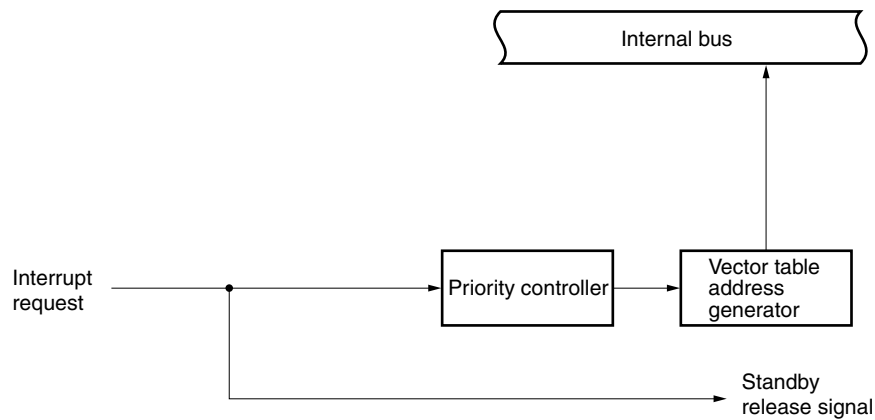 Internal bus
Interrupt
request
Priority controller
Vector table
address
generator
Standby
release signal